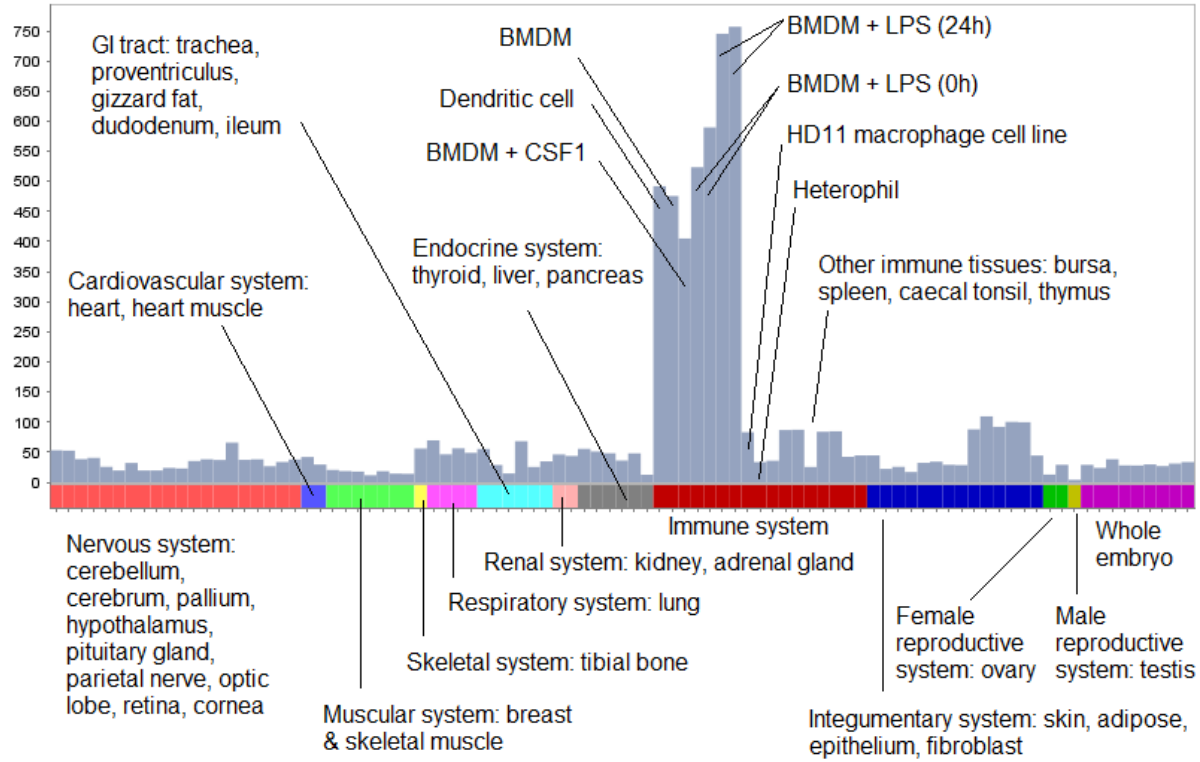 750
700
650
600
550
500
450
400
350
300
250
200
150
100
50
0
GI tract: trachea,
proventriculus,
gizzard fat,
dudodenum, ileum
BMDM
Dendritic cell
BMDM + CSF1
BMDM + LPS (24h)
BMDM + LPS (0h)
HD11 macrophage cell line
Heterophil
Endocrine system:
thyroid, liver, pancreas
Other immune tissues: bursa,
spleen, caecal tonsil, thymus
Cardiovascular system:
heart, heart muscle
Immune system
Nervous system:
cerebellum,
cerebrum, pallium,
hypothalamus,
pituitary gland,
parietal nerve, optic
lobe, retina, cornea
Renal system: kidney, adrenal gland
Respiratory system: lung
Skeletal system: tibial bone
Muscular system: breast
& skeletal muscle
Whole
embryo
Female
reproductive
system: ovary
Male
reproductive
system: testis
Integumentary system: skin, adipose,
epithelium, fibroblast